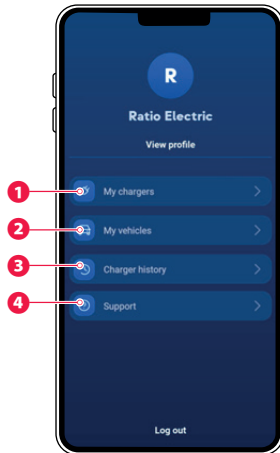 R
Ratio Electric
View profile
1 My chargers
2 My vehicles
3 Charger history
4 Support
Log out